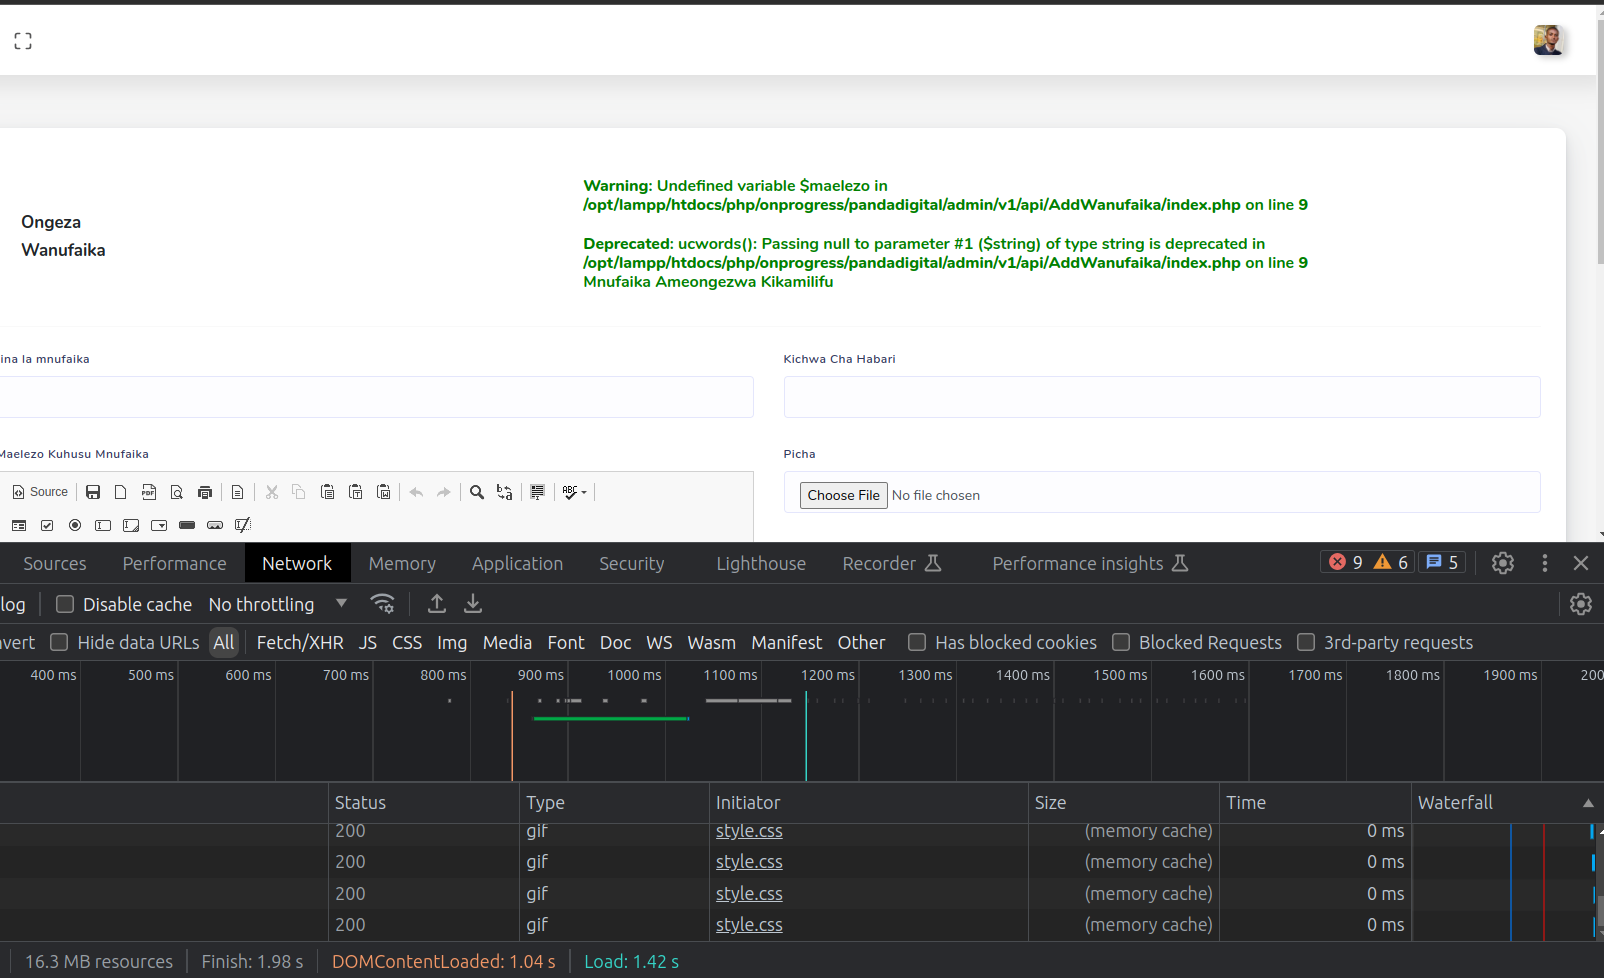 Warning: Undefined variable $maelezo in
/opt/lampp/htdocs/php/onprogress/pandadigital/admin/v1/api/AddWanufaika/index.php on line 9
Ongeza
Wanufaika
Deprecated: ucwords(): Passing null to parameter #1 ($string) of type string is deprecated in
/opt/lampp/htdocs/php/onprogress/pandadigital/admin/v1/api/AddWanufaika/index.php on line 9
Mnufaika Ameongezwa Kikamilifu
ina la mnufaika
Kichwa Cha Habari
Maelezo Kuhusu Mnufaika
Picha
Source
Choose File No file chosen
Sources Performance Network Memory Application Security Lighthouse Recorder Performance insights 9 6 5
log Disable cache No throttling
nvert Hide data URLs All Fetch/XHR JS CSS Img Media Font Doc WS Wasm Manifest Other Has blocked cookies Blocked Requests 3rd-party requests
400 ms 500 ms 600 ms 700 ms 800 ms 900 ms 1000 ms 1100 ms 1200 ms 1300 ms 1400 ms 1500 ms 1600 ms 1700 ms 1800 ms 1900 ms 200
Status Type Initiator Size Time Waterfall
200 gif style.css (memory cache) 0 ms
200 gif style.css (memory cache) 0 ms
200 gif style.css (memory cache) 0 ms
200 gif style.css (memory cache) 0 ms
16.3 MB resources Finish: 1.98 s DOMContentLoaded: 1.04 s Load: 1.42 s